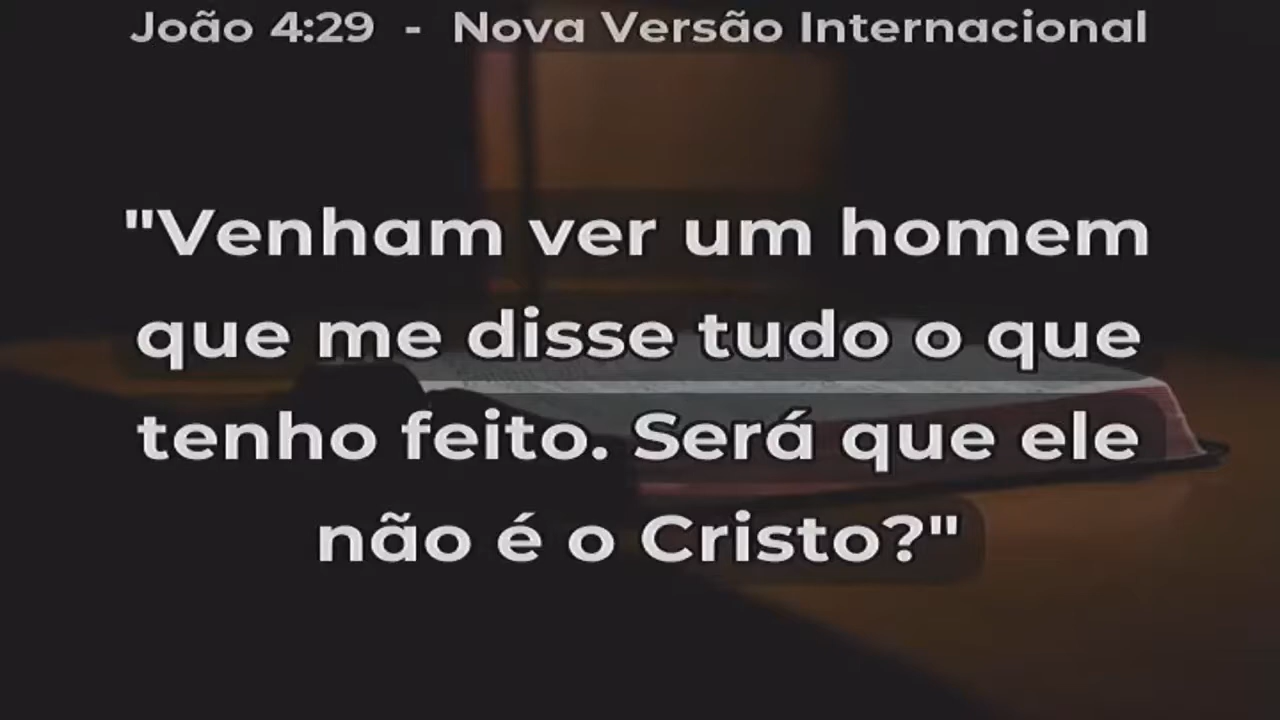 João 4:29 - Nova Versão Internacional
"Venham ver um homem
que me disse tudo o que
tenho feito. Será que ele
não é o Cristo?"